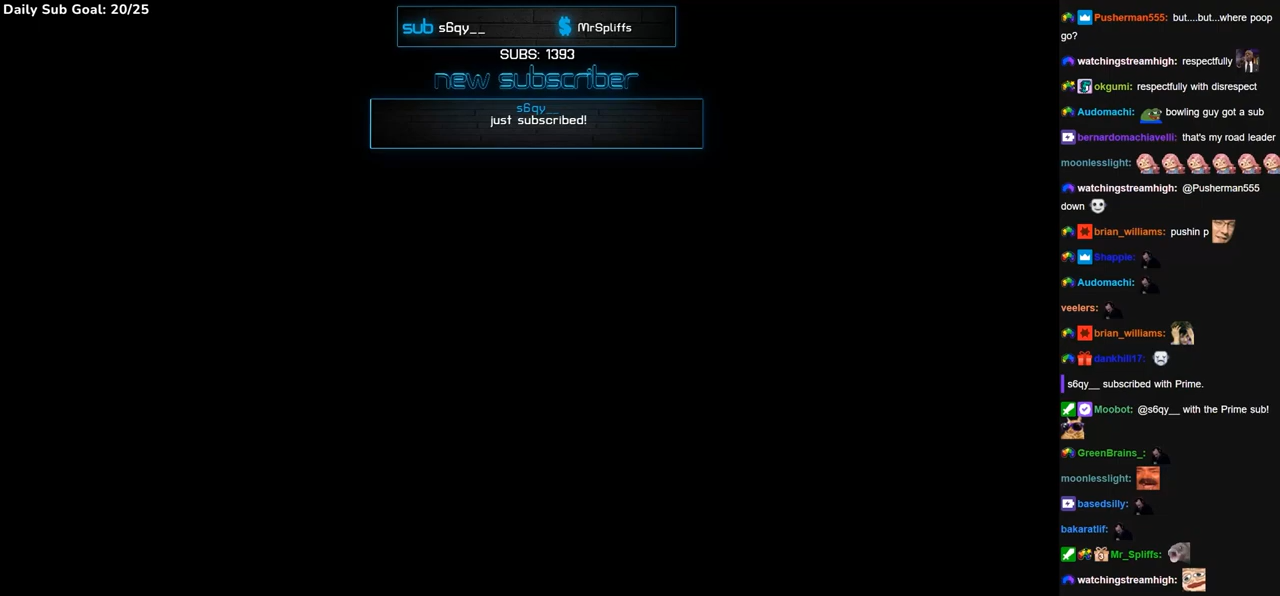 Daily Sub Goal: 20/25
sub s6qy__ $ MrSpliffs
SUBS: 1393
new subscriber
s6qy__
just subscribed!
Pusherman555: but....but...where poop
go?
watchingstreamhigh: respectfully
okgumi: respectfully with disrespect
Audomachi: bowling guy got a sub
bernardomachiavelli: that's my road leader
moonlesslight:
watchingstreamhigh: @Pusherman555
down
brian_williams: pushin p
Shappie:
Audomachi:
veelers:
brian_williams:
dankhill17:
s6qy__ subscribed with Prime.
Moobot: @s6qy__ with the Prime sub!
GreenBrains_:
moonlesslight:
basedsilly:
bakaratlif:
Mr_Spliffs:
watchingstreamhigh: